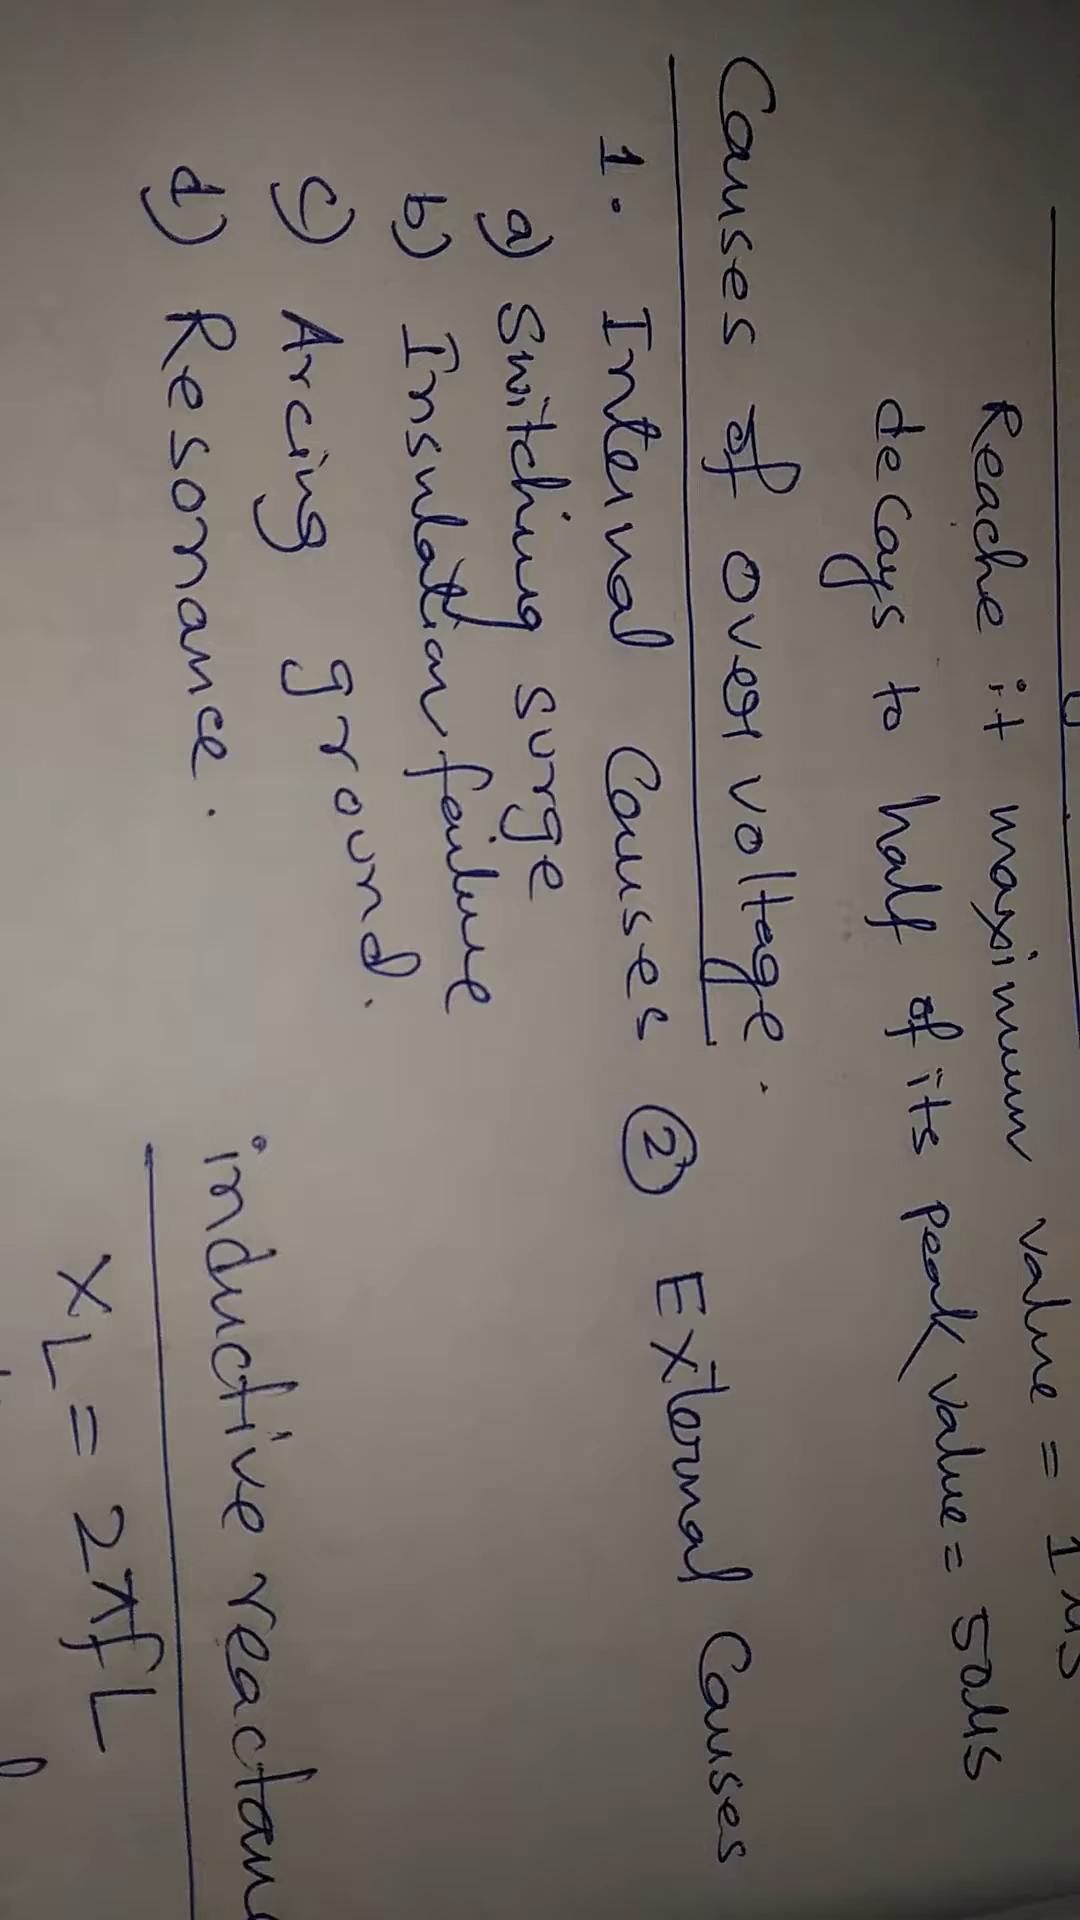 Reache it maximum value = 1 µs
decays to half of its peak value = 50µs
Causes of over voltage.
1. Internal Causes ② External Causes
a) Switching surge
b) Insulation failure
c) Arcing ground.
d) Resonance.
inductive reactan
XL = 2πfL